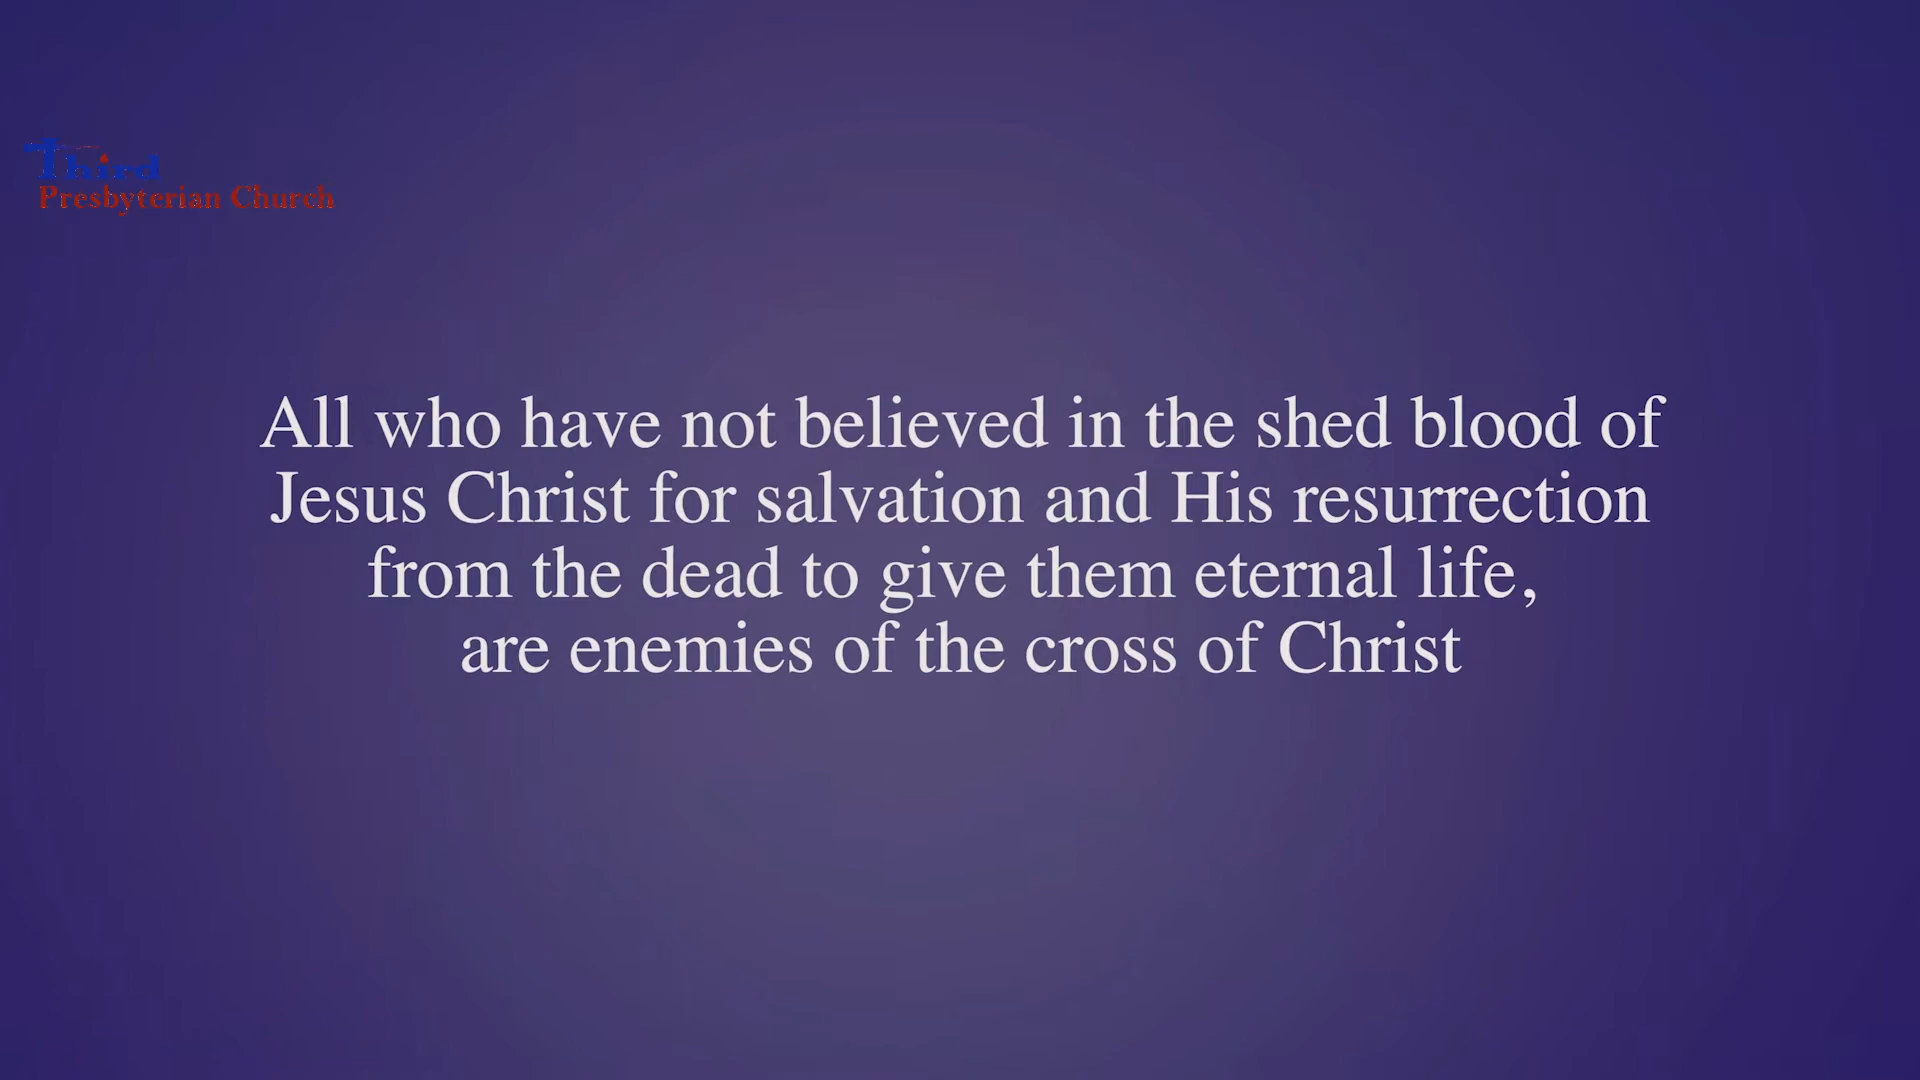 Third
Presbyterian Church
All who have not believed in the shed blood of
Jesus Christ for salvation and His resurrection
from the dead to give them eternal life,
are enemies of the cross of Christ